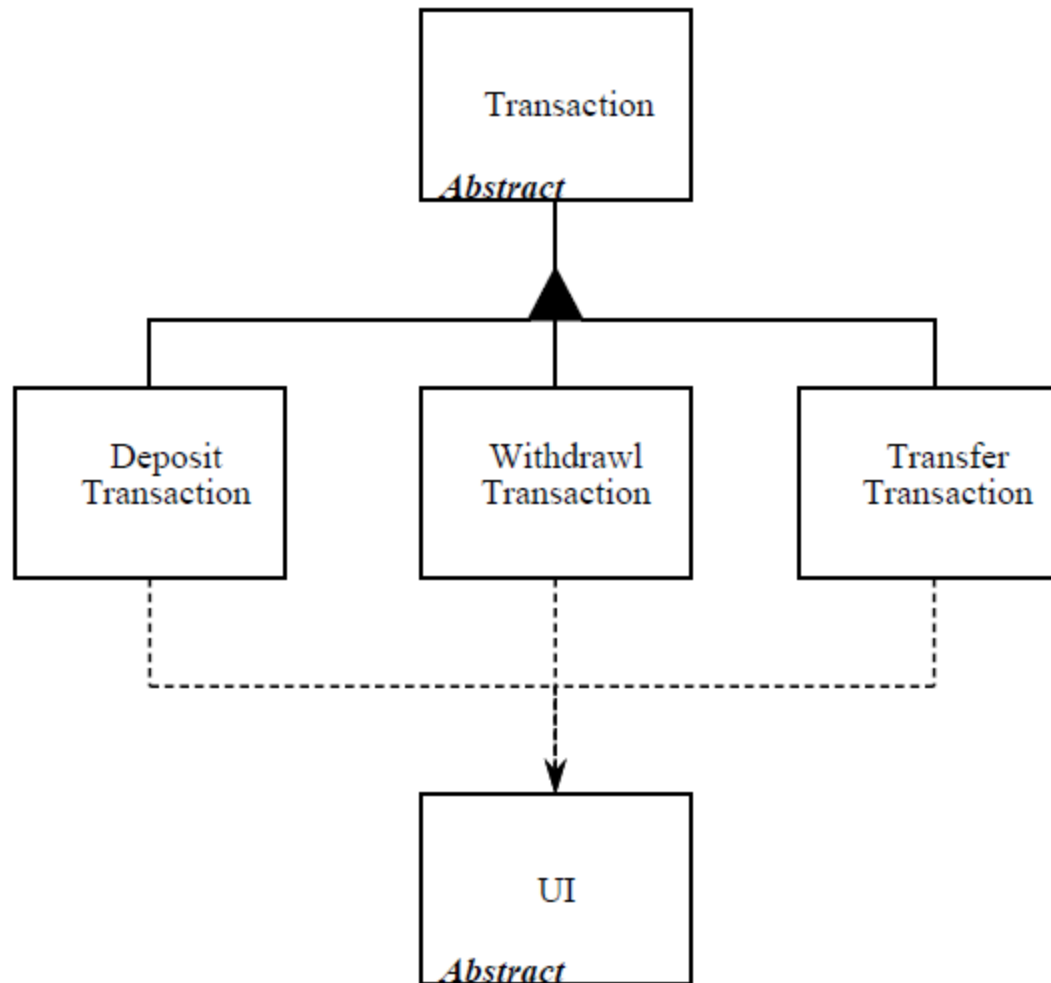 Transaction
Abstract
Deposit
Transaction
Withdrawl
Transaction
Transfer
Transaction
UI
Abstract